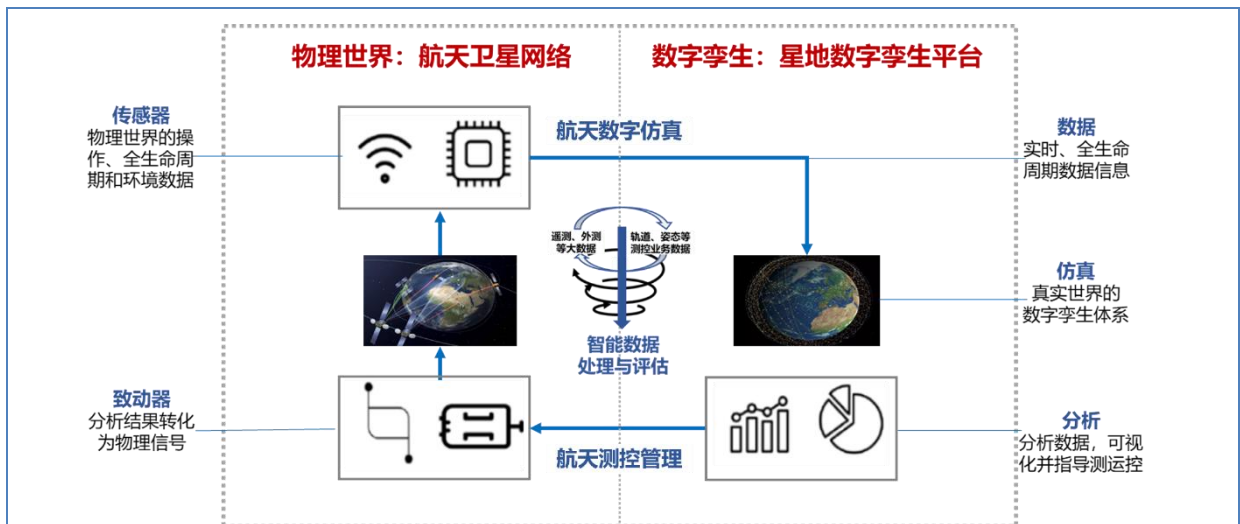 物理世界：航天卫星网络
数字孪生：星地数字孪生平台
传感器
物理世界的操
作、全生命周
期和环境数据
航天数字仿真
数据
实时、全生命
周期数据信息
遥测、外测
等大数据
轨道、姿态等
测控业务数据
仿真
真实世界的
数字孪生体系
智能数据
处理与评估
致动器
分析结果转化
为物理信号
航天测控管理
分析
分析数据，可视
化并指导测运控